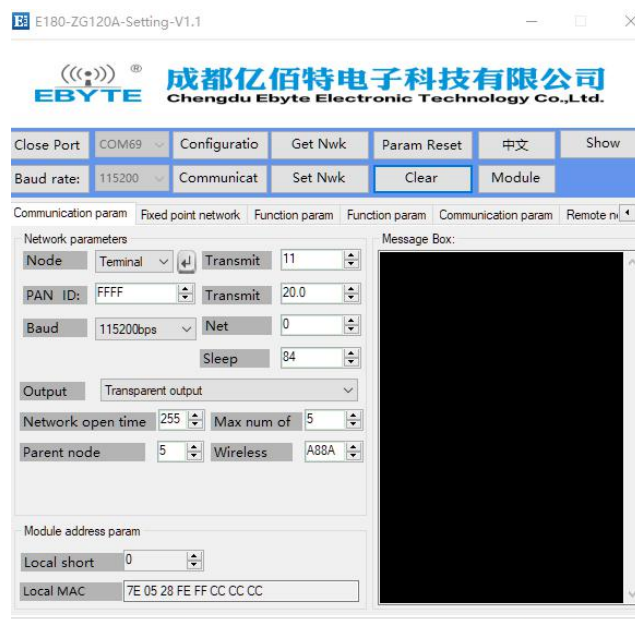 E180-ZG120A-Setting-V1.1
EBYTE ®
成都亿佰特电子科技有限公司
Chengdu Ebyte Electronic Technology Co.,Ltd.
Close Port COM69 Configuratio Get Nwk Param Reset 中文 Show
Baud rate: 115200 Communicat Set Nwk Clear Module
Communication param Fixed point network Function param Function param Communication param Remote n
Network parameters Message Box:
Node Teminal Transmit 11
PAN ID: FFFF Transmit 20.0
Baud 115200bps Net 0
Sleep 84
Output Transparent output
Network open time 255 Max num of 5
Parent node 5 Wireless A88A
Module address param
Local short 0
Local MAC 7E 05 28 FE FF CC CC CC